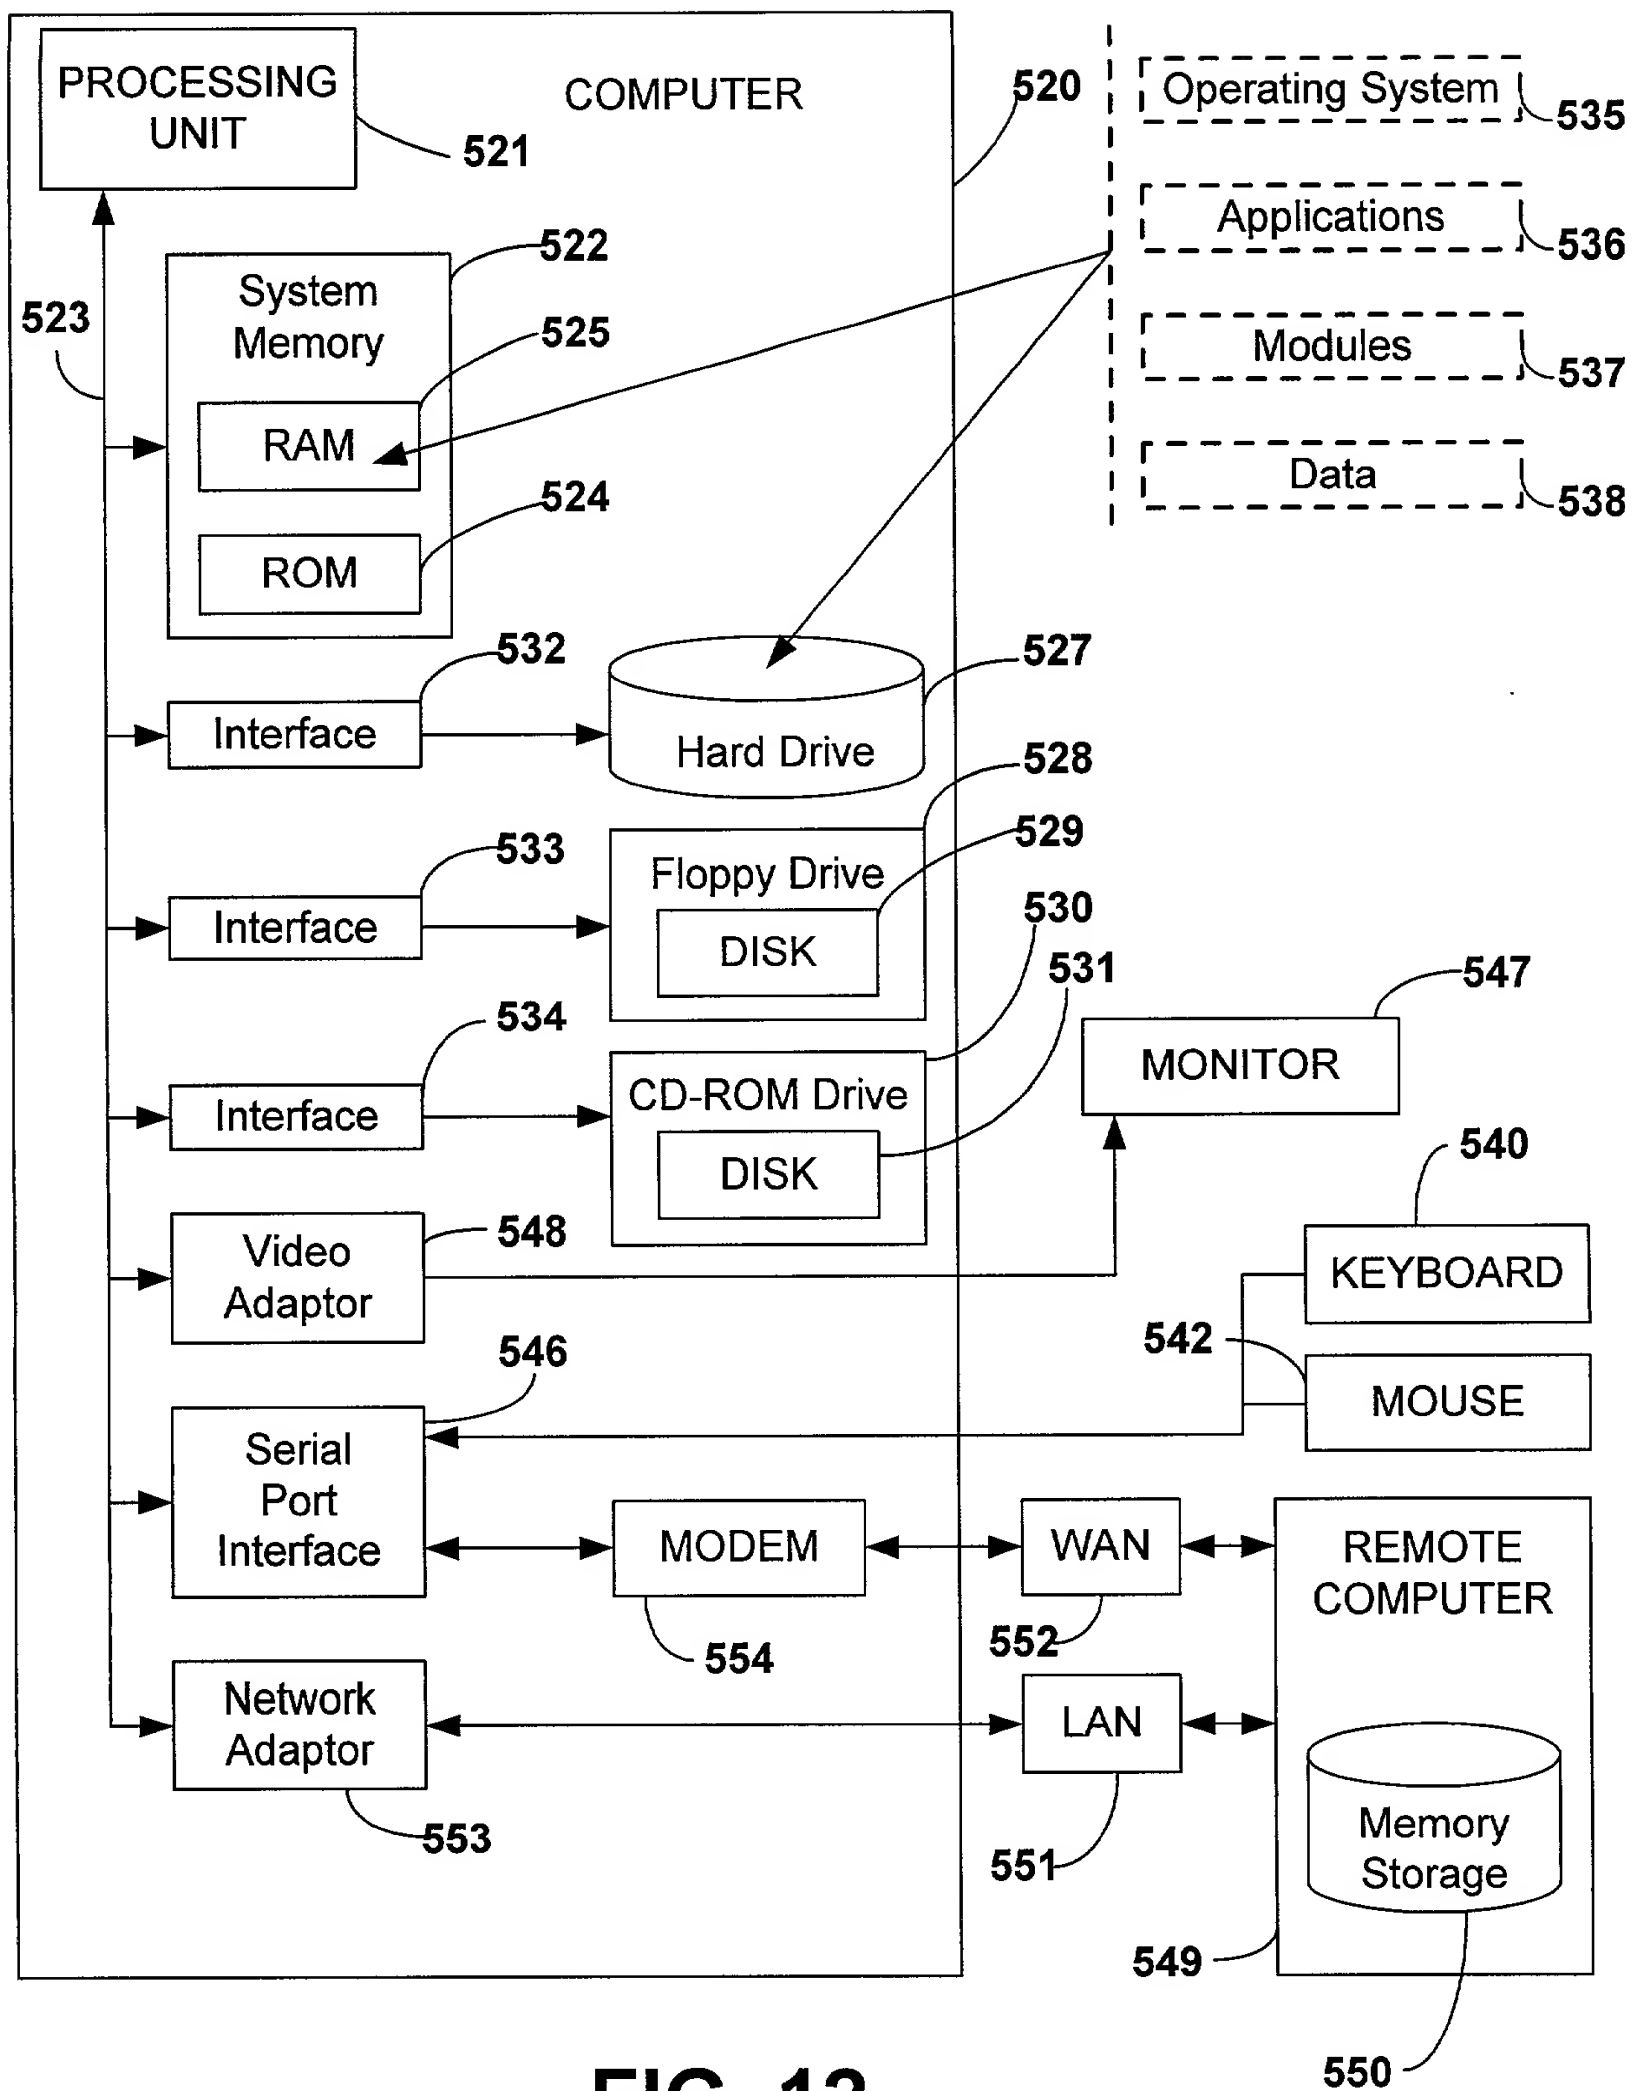 PROCESSING
UNIT
521
COMPUTER
520
Operating System
535
Applications
536
Modules
537
Data
538
522
System
Memory
523
525
RAM
524
ROM
532
Interface
527
Hard Drive
528
533
Interface
529
Floppy Drive
DISK
530
531
534
Interface
CD-ROM Drive
DISK
547
MONITOR
540
KEYBOARD
548
Video
Adaptor
542
MOUSE
546
Serial
Port
Interface
MODEM
554
WAN
552
REMOTE
COMPUTER
Network
Adaptor
553
LAN
551
Memory
Storage
549
550